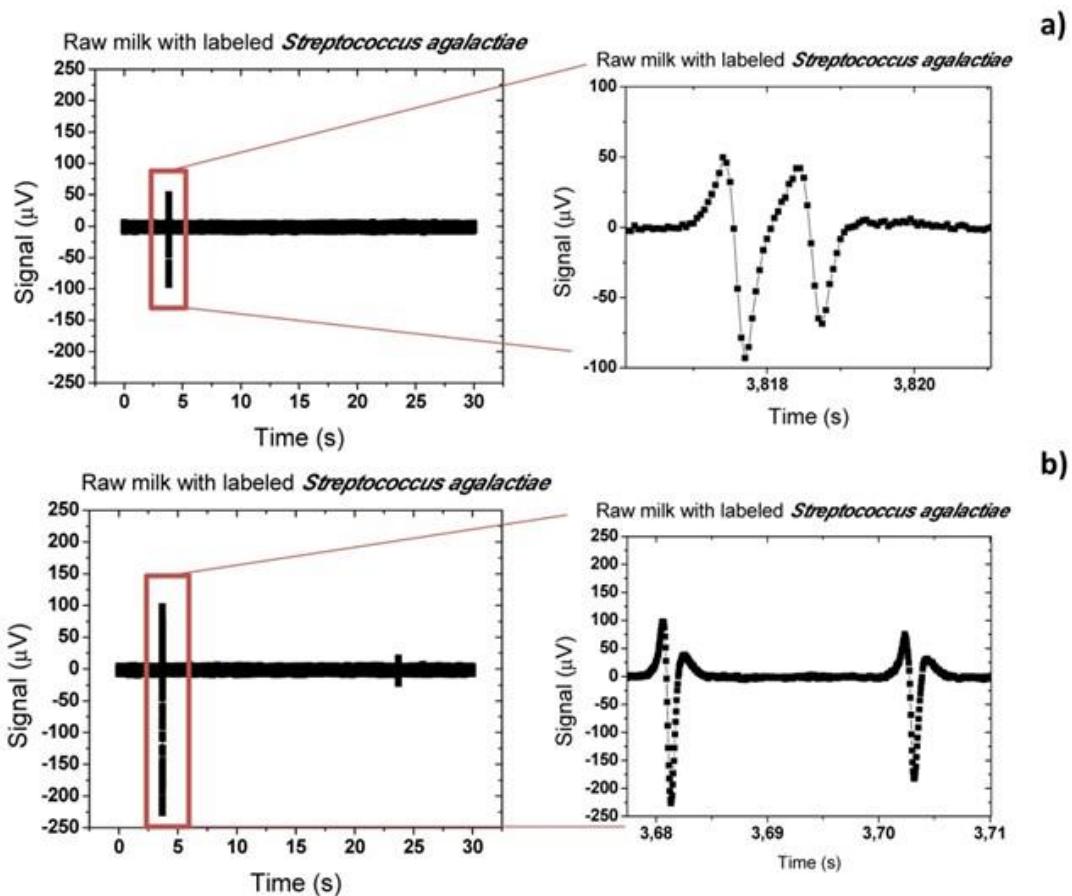 a)
Raw milk with labeled Streptococcus agalactiae
250
200
150
100
50
0
-50
-100
-150
-200
-250
Signal (μV)
0 5 10 15 20 25 30
Time (s)
Raw milk with labeled Streptococcus agalactiae
100
50
0
-50
-100
Signal (μV)
3,818 3,820
Time (s)
b)
Raw milk with labeled Streptococcus agalactiae
250
200
150
100
50
0
-50
-100
-150
-200
-250
Signal (μV)
0 5 10 15 20 25 30
Time (s)
Raw milk with labeled Streptococcus agalactiae
250
200
150
100
50
0
-50
-100
-150
-200
-250
Signal (μV)
3,68 3,69 3,70 3,71
Time (s)